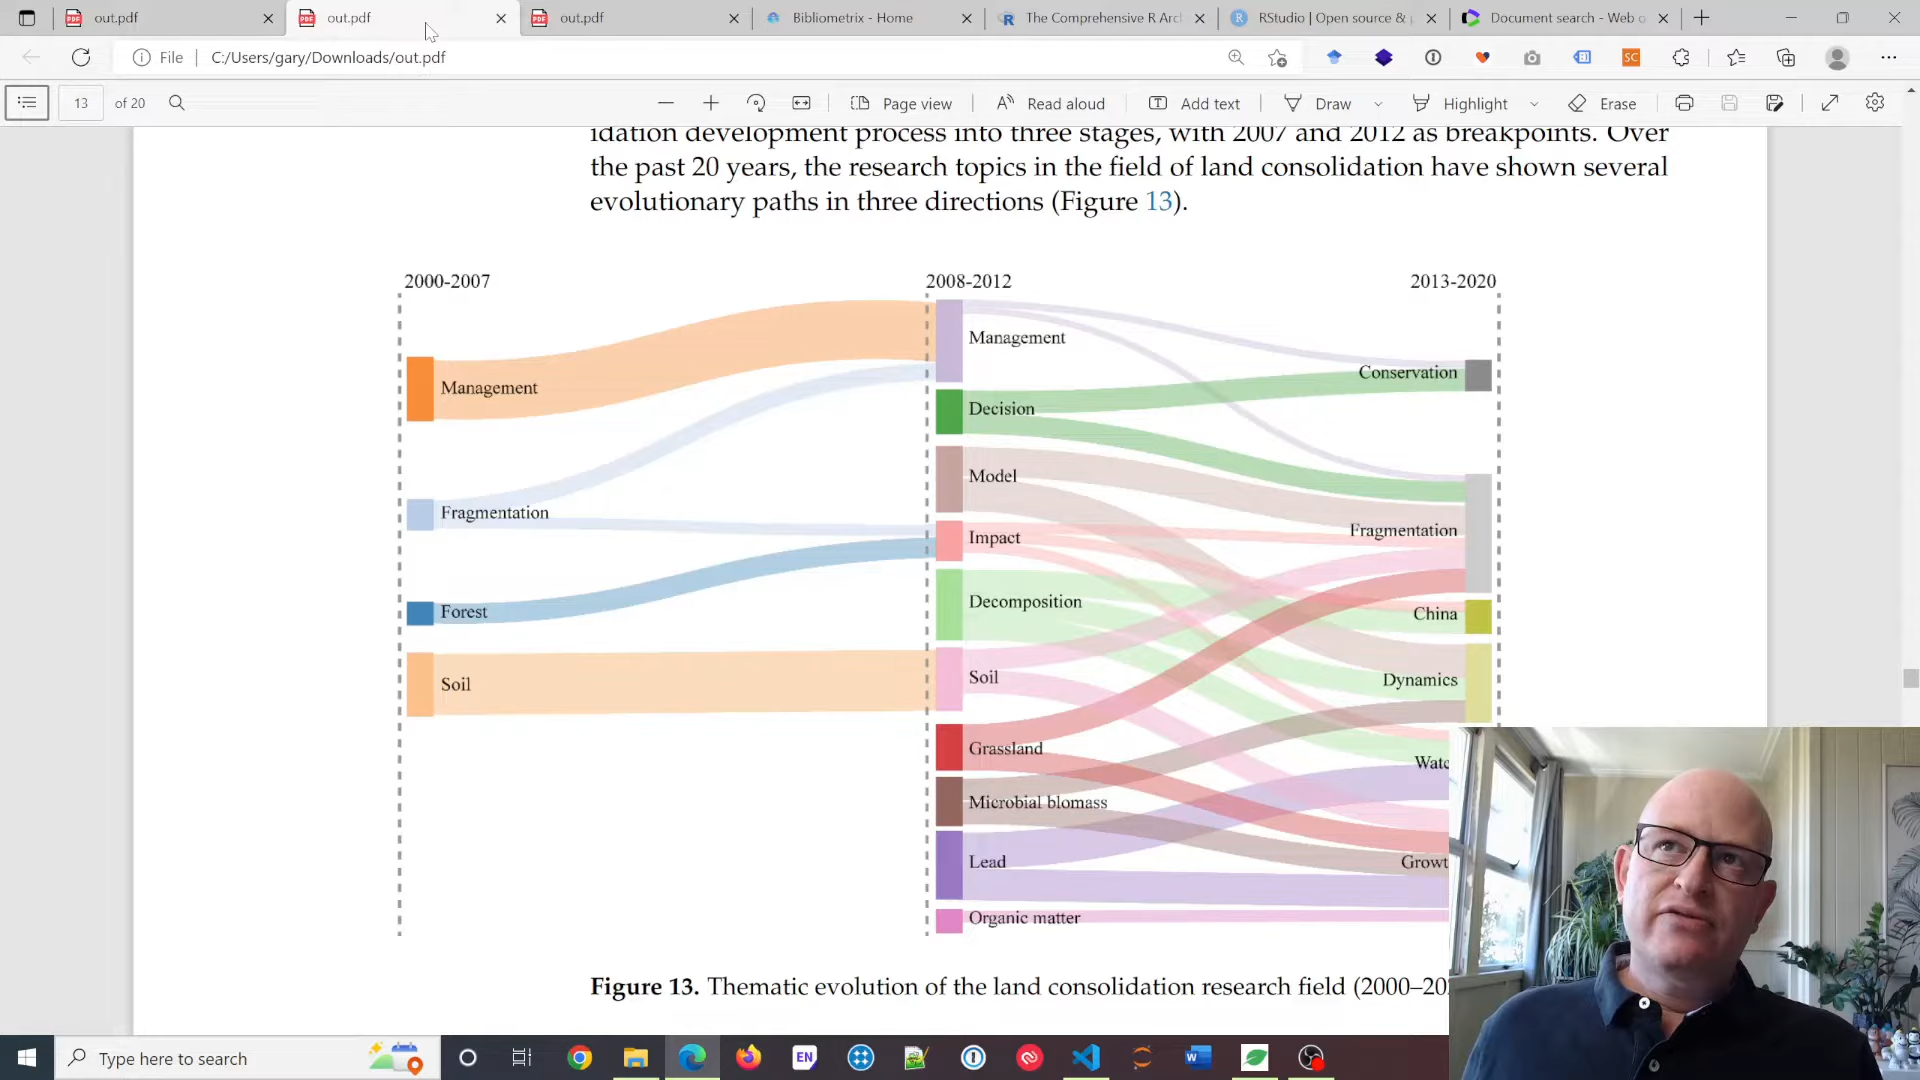 out.pdf
out.pdf
out.pdf
Bibliometrix - Home
The Comprehensive R Arc
RStudio | Open source &
Document search - Web o
File
C:/Users/gary/Downloads/out.pdf
13 of 20
Page view
Read aloud
Add text
Draw
Highlight
Erase
idation development process into three stages, with 2007 and 2012 as breakpoints. Over
the past 20 years, the research topics in the field of land consolidation have shown several
evolutionary paths in three directions (Figure 13).
2000-2007
2008-2012
2013-2020
Management
Fragmentation
Forest
Soil
Management
Decision
Model
Impact
Decomposition
Soil
Grassland
Microbial biomass
Lead
Organic matter
Conservation
Fragmentation
China
Dynamics
Growt
Figure 13. Thematic evolution of the land consolidation research field (2000–20
Type here to search
EN
SC